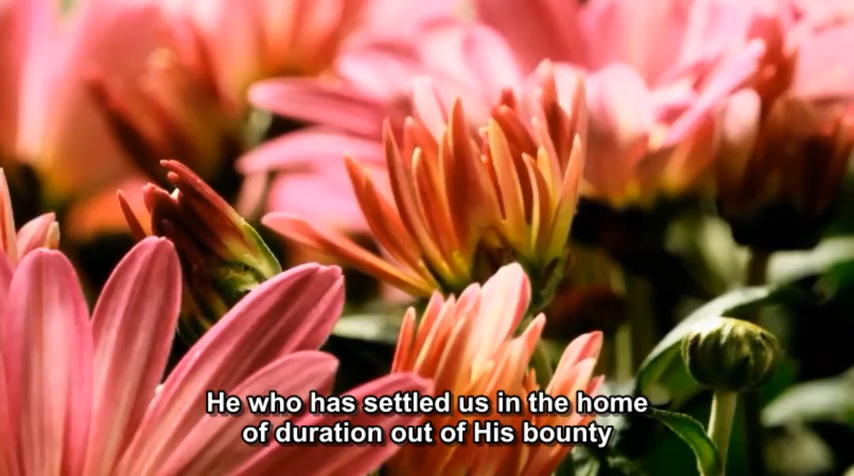 He who has settled us in the home
of duration out of His bounty